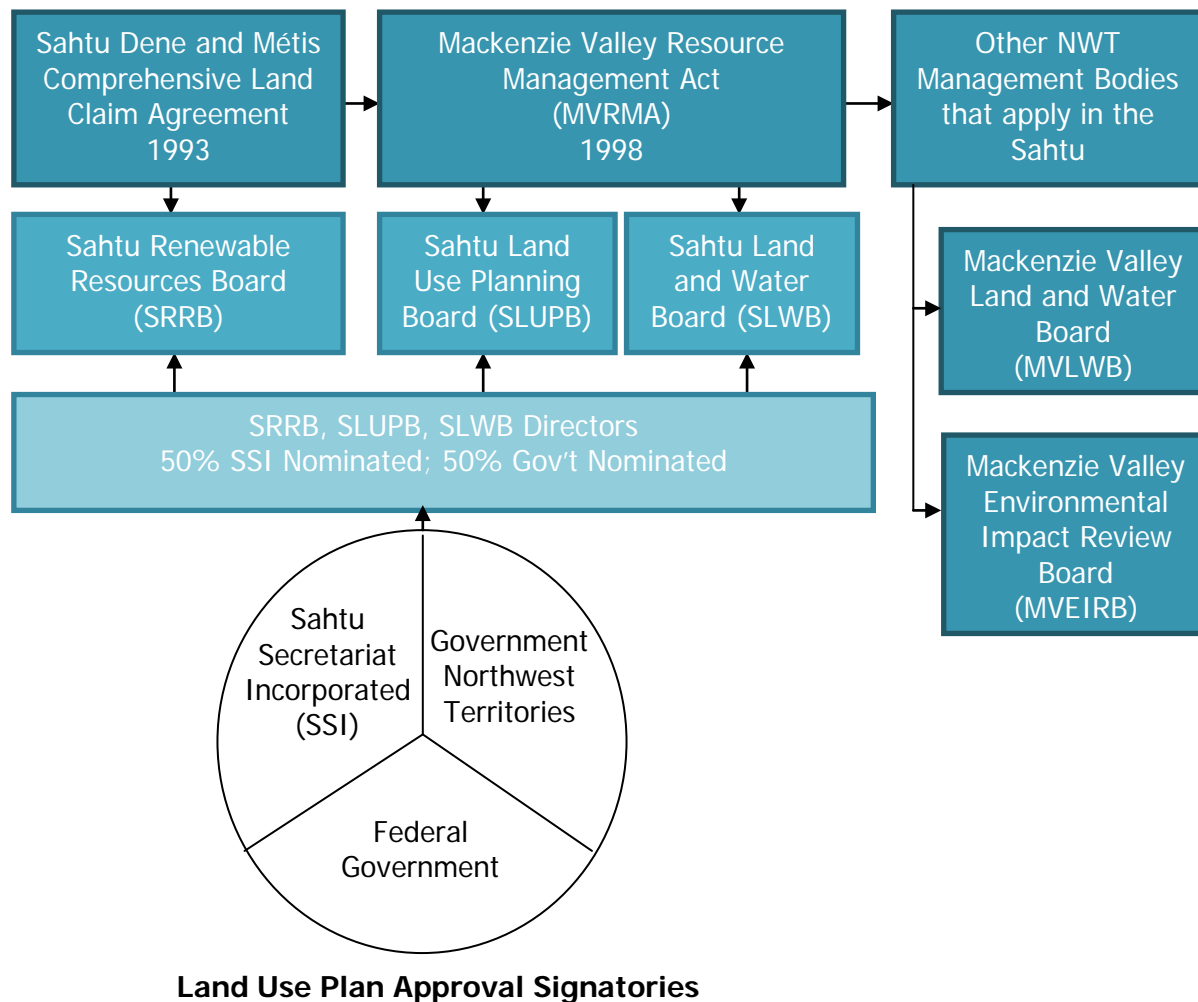 Sahtu Dene and Métis
Comprehensive Land
Claim Agreement
1993
Mackenzie Valley Resource
Management Act
(MVRMA)
1998
Other NWT
Management Bodies
that apply in the
Sahtu
Sahtu Renewable
Resources Board
(SRRB)
Sahtu Land
Use Planning
Board (SLUPB)
Sahtu Land
and Water
Board (SLWB)
Mackenzie Valley
Land and Water
Board
(MVLWB)
SRRB, SLUPB, SLWB Directors
50% SSI Nominated; 50% Gov't Nominated
Mackenzie Valley
Environmental
Impact Review
Board
(MVEIRB)
Sahtu
Secretariat
Incorporated
(SSI)
Government
Northwest
Territories
Federal
Government
Land Use Plan Approval Signatories